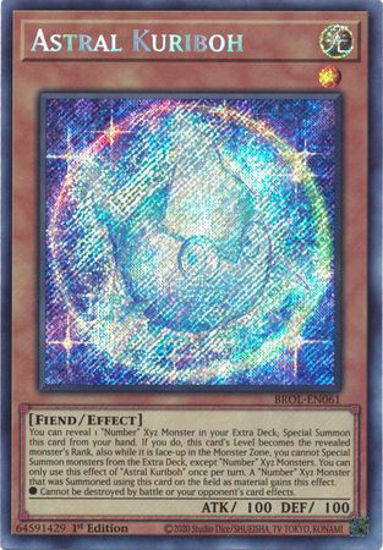 ASTRAL KURIBOH
光
BROL-EN061
[FIEND/EFFECT]
You can reveal 1 "Number" Xyz Monster in your Extra Deck; Special Summon
this card from your hand. If you do, this card's Level becomes the revealed
monster's Rank, also while it is face-up in the Monster Zone, you cannot Special
Summon monsters from the Extra Deck, except "Number" Xyz Monsters. You can
only use this effect of "Astral Kuriboh" once per turn. A "Number" Xyz Monster
that was Summoned using this card on the field as material gains this effect.
● Cannot be destroyed by battle or your opponent's card effects.
ATK / 100 DEF / 100
64591429 1st Edition ©2020 Studio Dice/SHUEISHA, TV TOKYO, KONAMI